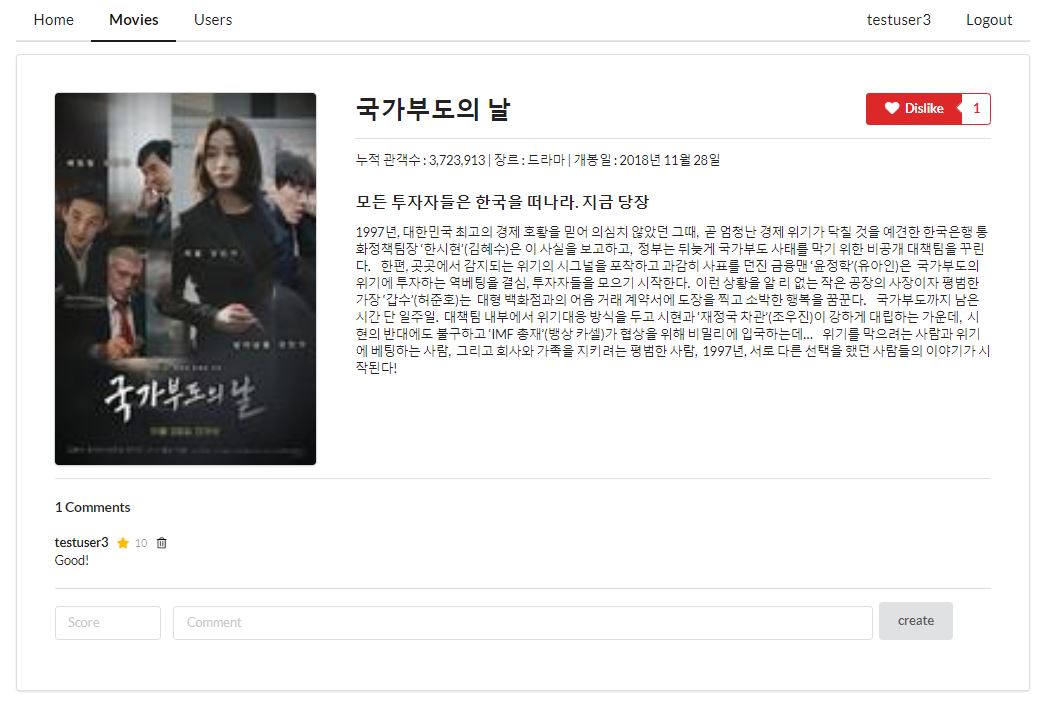 Home Movies Users testuser3 Logout
국가부도의 날
Dislike 1
누적 관객수 : 3,723,913 | 장르 : 드라마 | 개봉일 : 2018년 11월 28일
모든 투자자들은 한국을 떠나라. 지금 당장
1997년, 대한민국 최고의 경제 호황을 믿어 의심치 않았던 그때, 곧 엄청난 경제 위기가 닥칠 것을 예견한 한국은행 통
화정책팀장 ‘한시현’(김혜수)은 이 사실을 보고하고, 정부는 뒤늦게 국가부도 사태를 막기 위한 비공개 대책팀을 꾸린
다. 한편, 곳곳에서 감지되는 위기의 시그널을 포착하고 과감히 사표를 던진 금융맨 ‘윤정학’(유아인)은 국가부도의
위기에 투자하는 역베팅을 결심, 투자자들을 모으기 시작한다. 이런 상황을 알 리 없는 작은 공장의 사장이자 평범한
가장 ‘갑수’(허준호)는 대형 백화점과의 어음 거래 계약서에 도장을 찍고 소박한 행복을 꿈꾼다. 국가부도까지 남은
시간 단 일주일. 대책팀 내부에서 위기대응 방식을 두고 시현과 ‘재정국 차관’(조우진)이 강하게 대립하는 가운데, 시
현의 반대에도 불구하고 ‘IMF 총재’(뱅상 카셀)가 협상을 위해 비밀리에 입국하는데... 위기를 막으려는 사람과 위기
에 베팅하는 사람, 그리고 회사와 가족을 지키려는 평범한 사람, 1997년, 서로 다른 선택을 했던 사람들의 이야기가 시
작된다!
국가부도의 날
1 Comments
testuser3 10
Good!
Score Comment create